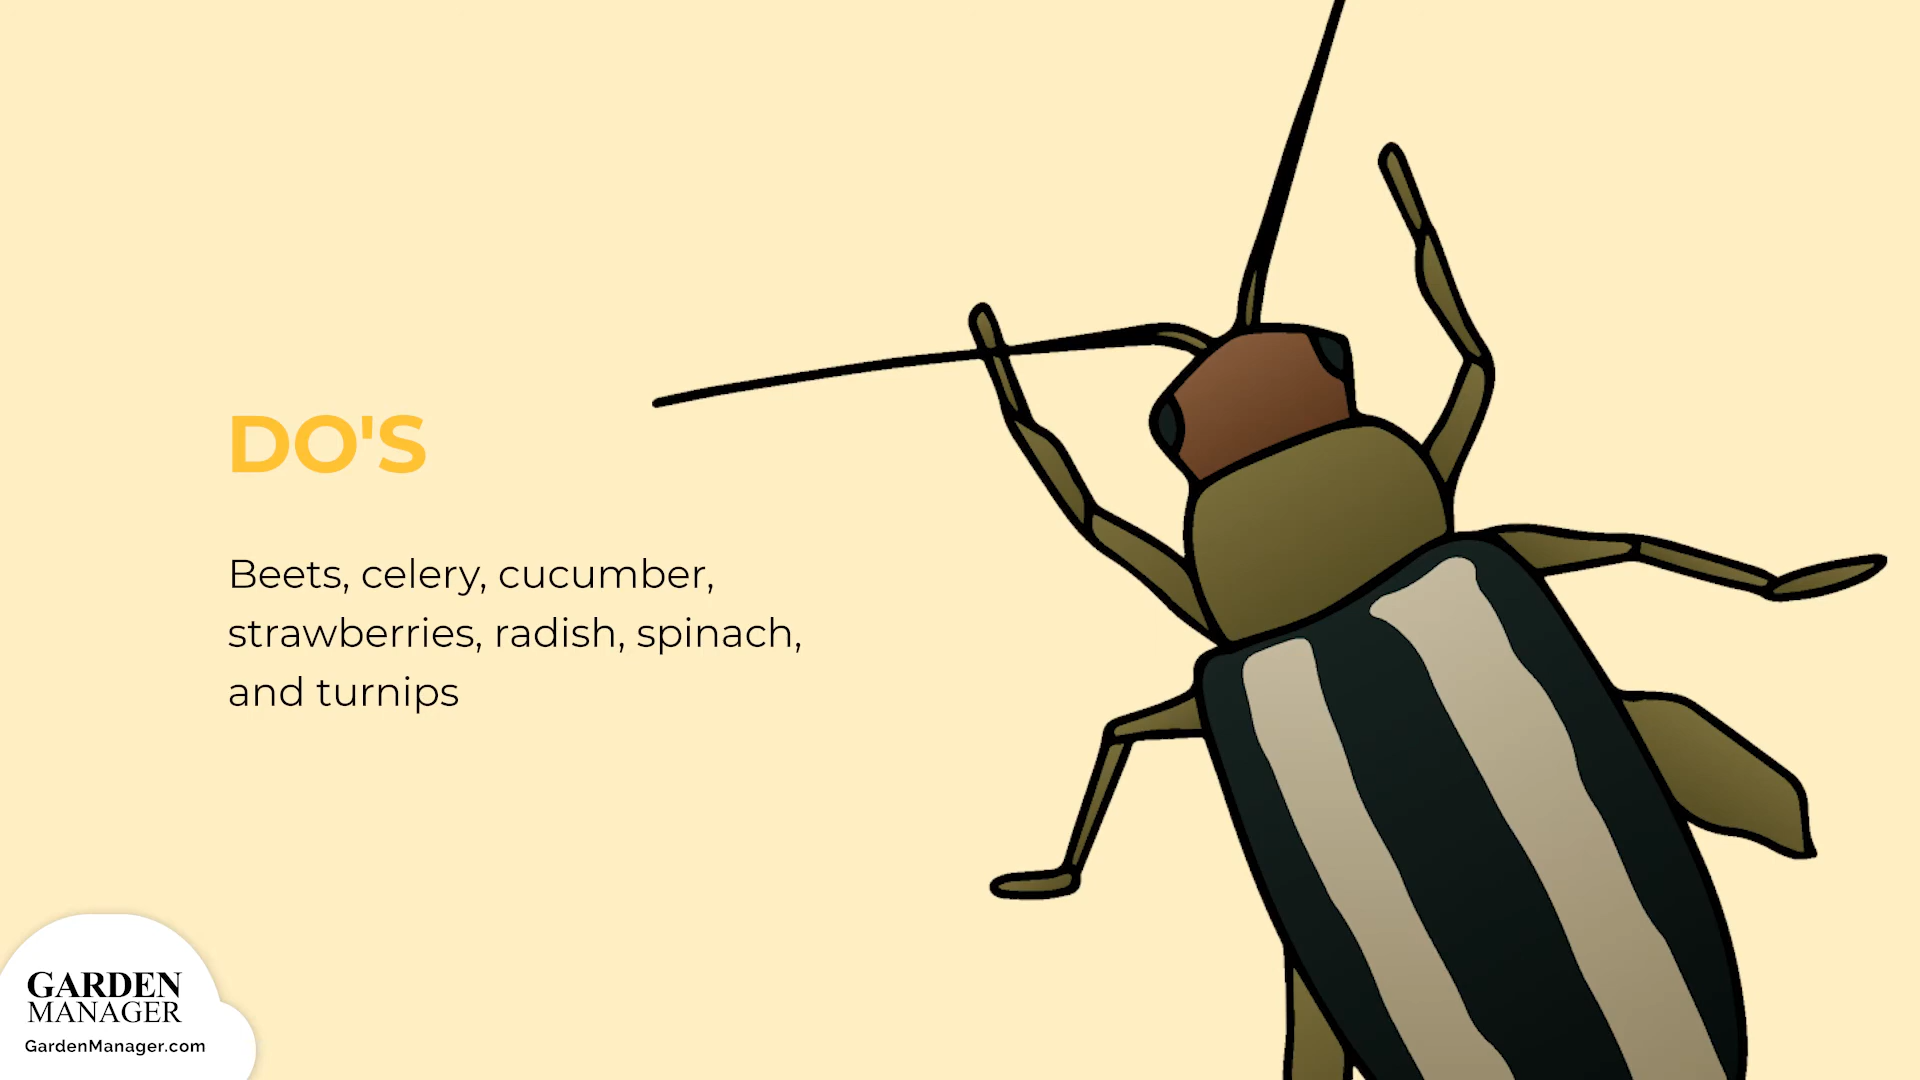 DO'S
Beets, celery, cucumber,
strawberries, radish, spinach,
and turnips
GARDEN
MANAGER
GardenManager.com